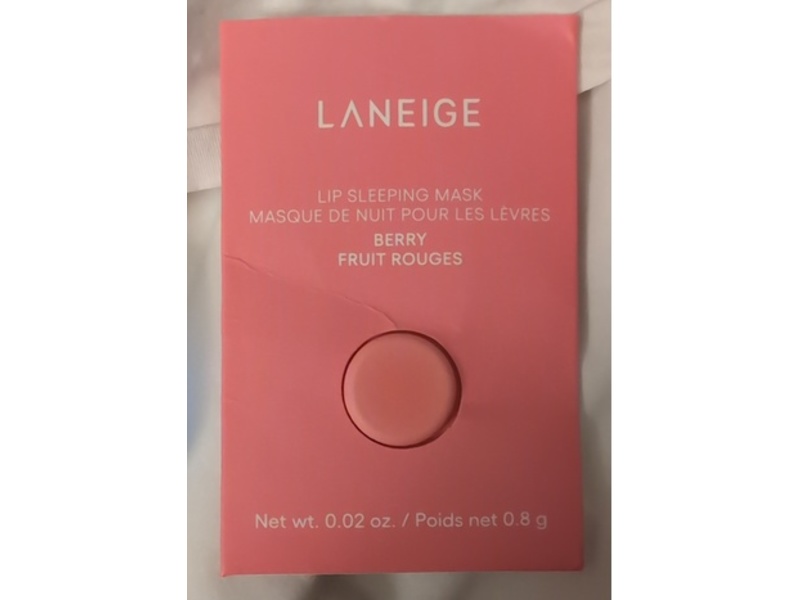 LANEIGE
LIP SLEEPING MASK
MASQUE DE NUIT POUR LES LÈVRES
BERRY
FRUIT ROUGES
Net wt. 0.02 oz. / Poids net 0.8 g